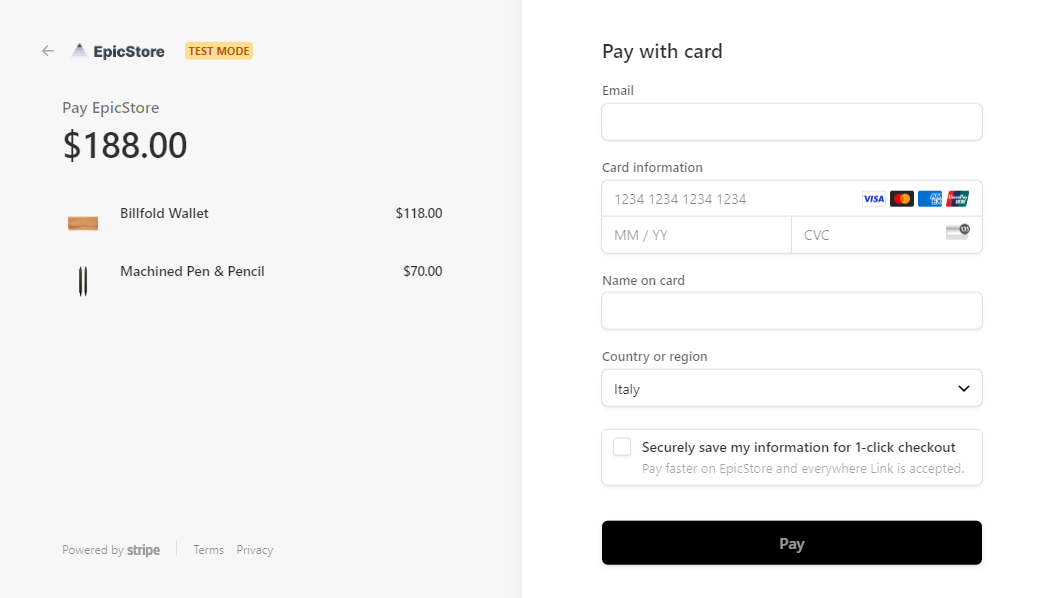 EpicStore TEST MODE
Pay EpicStore
$188.00
Billfold Wallet $118.00
Machined Pen & Pencil $70.00
Powered by stripe Terms Privacy
Pay with card
Email
Card information
1234 1234 1234 1234 VISA
MM / YY CVC
Name on card
Country or region
Italy
Securely save my information for 1-click checkout
Pay faster on EpicStore and everywhere Link is accepted.
Pay